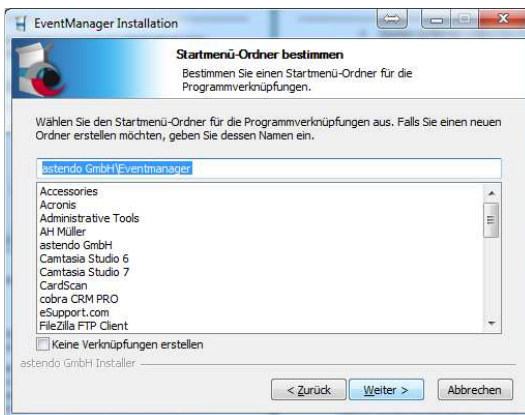 EventManager Installation
Startmenü-Ordner bestimmen
Bestimmen Sie einen Startmenü-Ordner für die
Programmverknüpfungen.
Wählen Sie den Startmenü-Ordner für die Programmverknüpfungen aus. Falls Sie einen neuen
Ordner erstellen möchten, geben Sie dessen Namen ein.
astendo GmbH\Eventmanager
Accessories
Acronis
Administrative Tools
AH Müller
astendo GmbH
Camtasia Studio 6
Camtasia Studio 7
CardScan
cobra CRM PRO
eSupport.com
FileZilla FTP Client
Keine Verknüpfungen erstellen
astendo GmbH Installer
< Zurück Weiter > Abbrechen